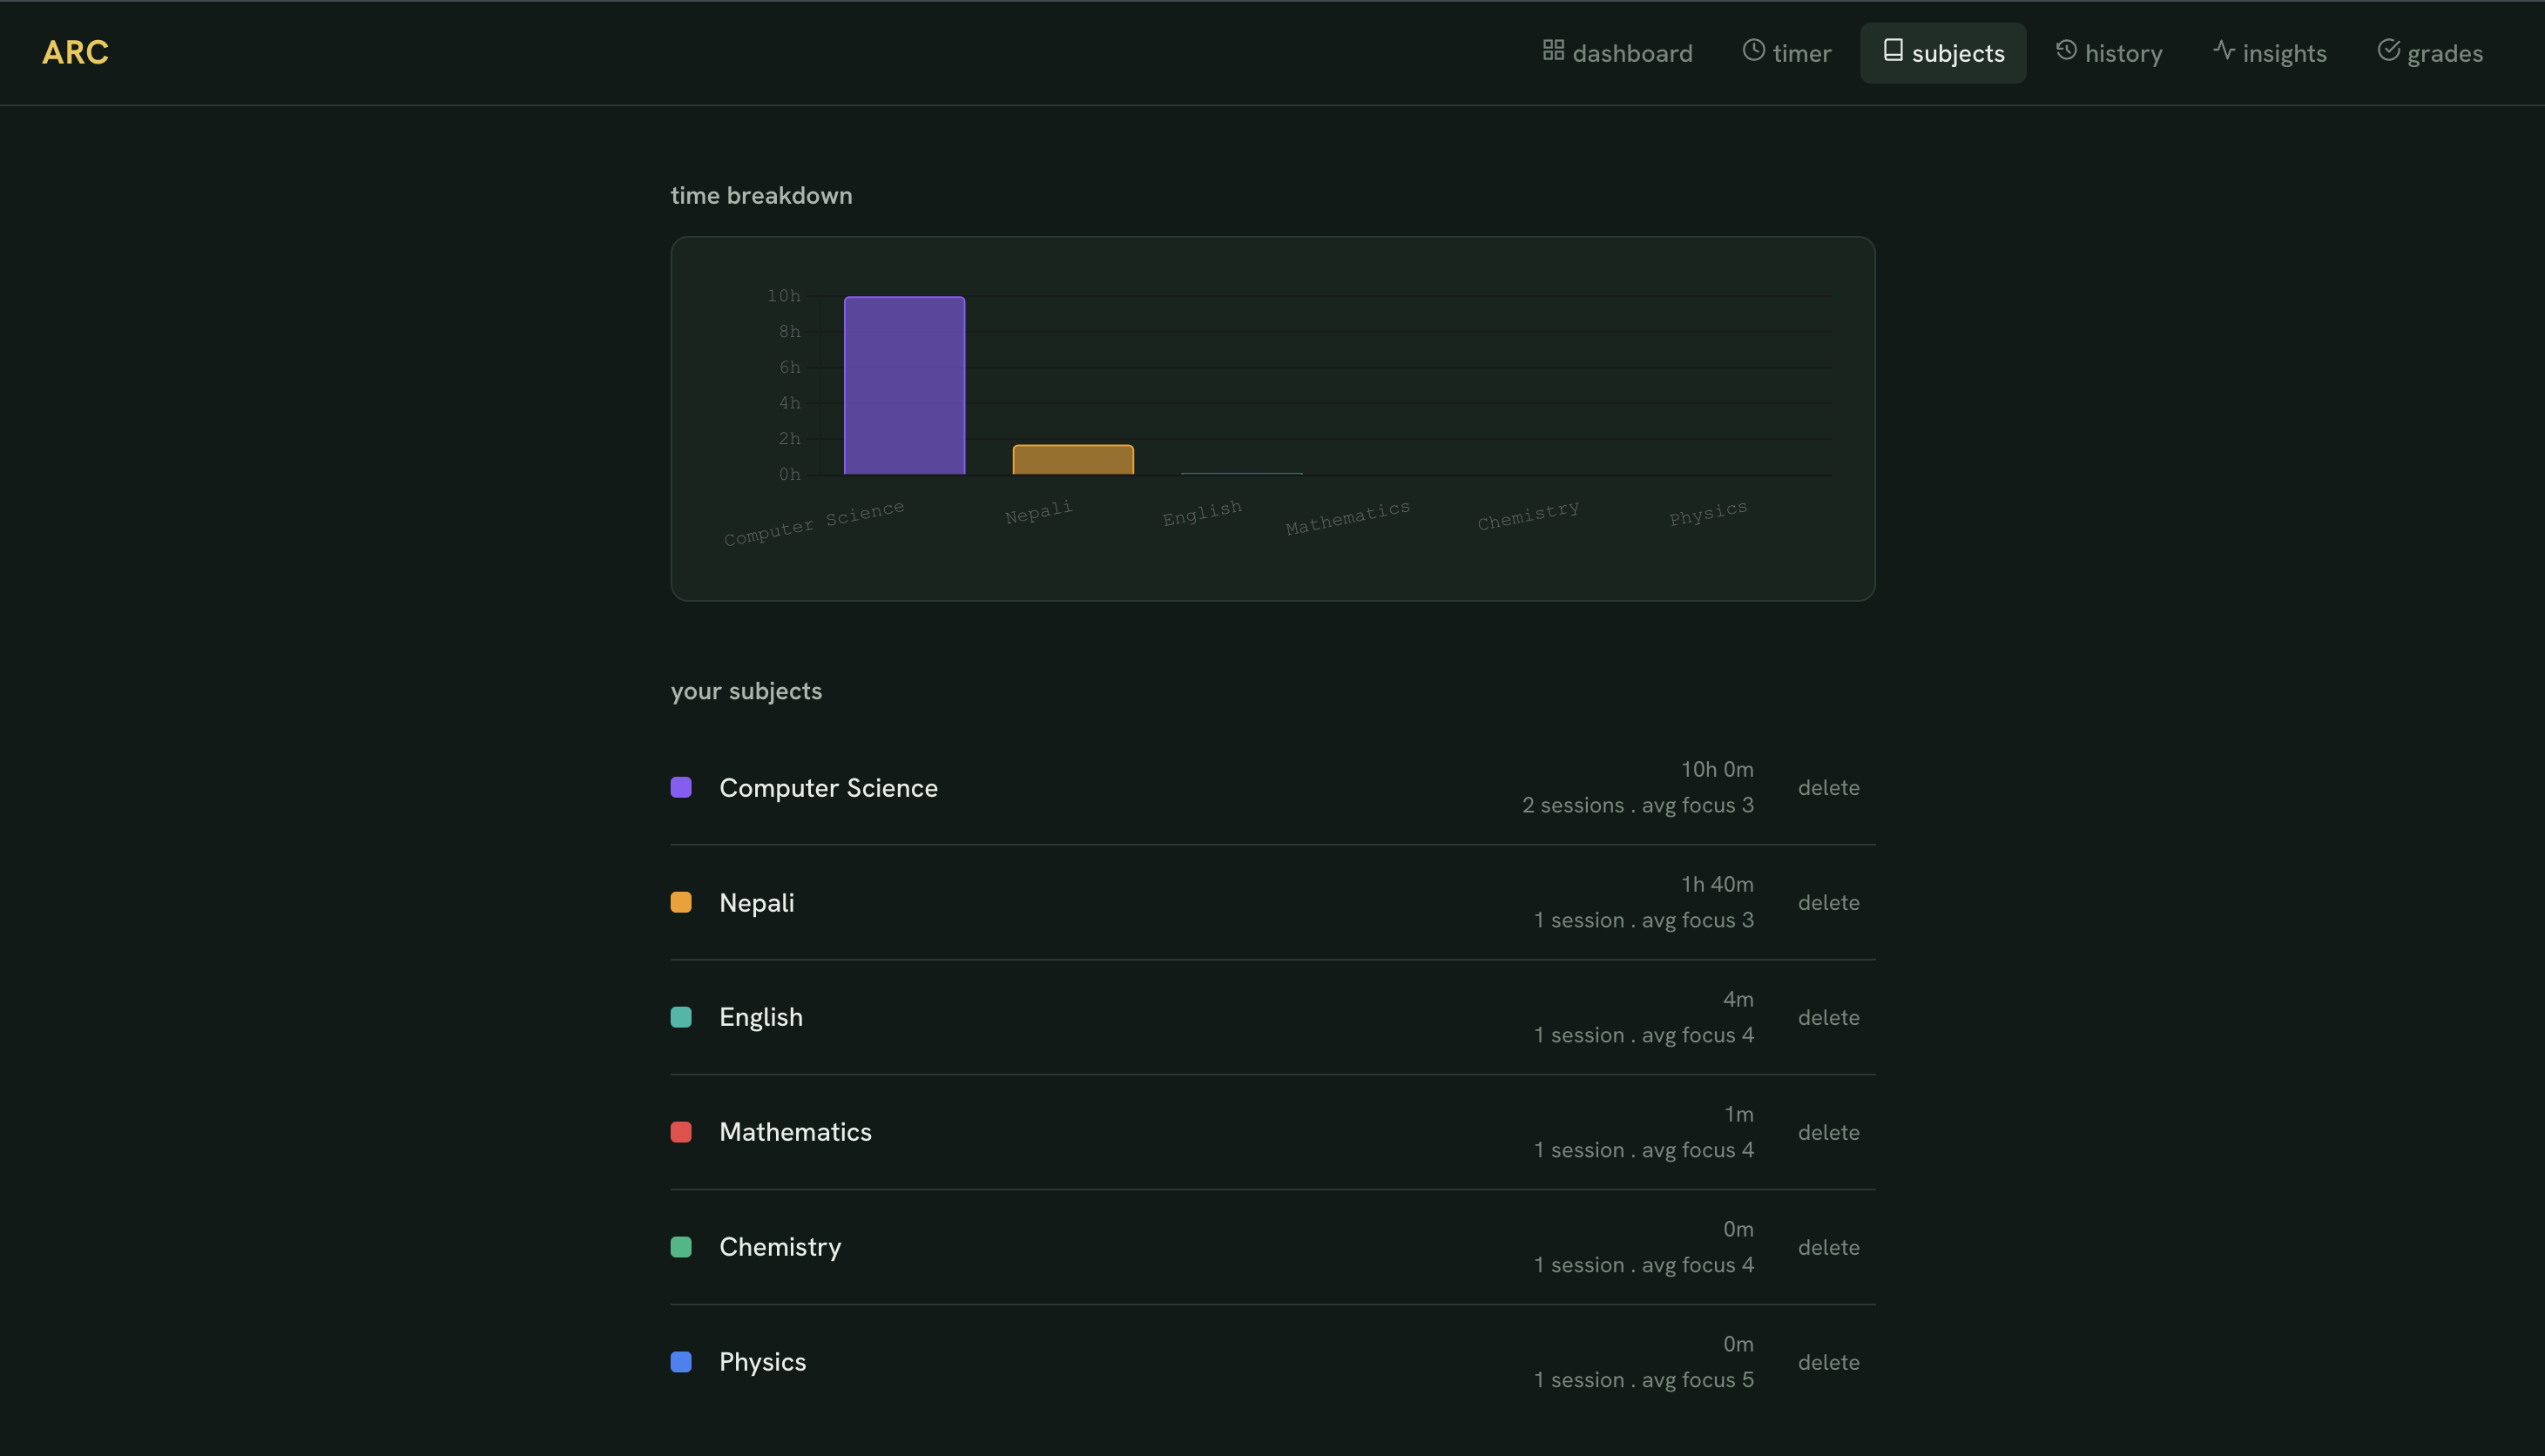 ARC
dashboard
timer
subjects
history
insights
grades
time breakdown
10h
8h
6h
4h
2h
0h
Computer Science
Nepali
English
Mathematics
Chemistry
Physics
your subjects
Computer Science
10h 0m
2 sessions . avg focus 3
delete
Nepali
1h 40m
1 session . avg focus 3
delete
English
4m
1 session . avg focus 4
delete
Mathematics
1m
1 session . avg focus 4
delete
Chemistry
0m
1 session . avg focus 4
delete
Physics
0m
1 session . avg focus 5
delete